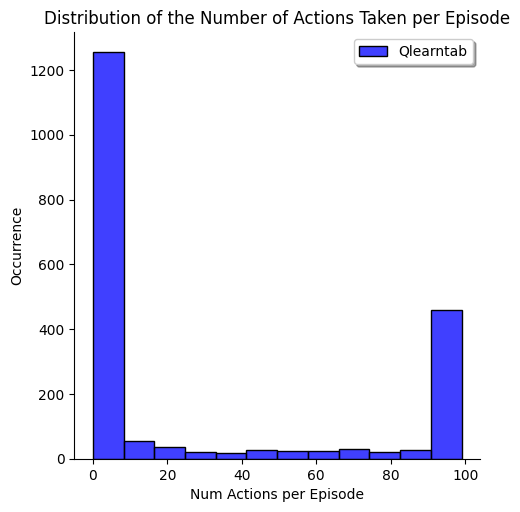 Distribution of the Number of Actions Taken per Episode
Qlearntab
1200
1000
800
600
400
200
0
Occurrence
0 20 40 60 80 100
Num Actions per Episode